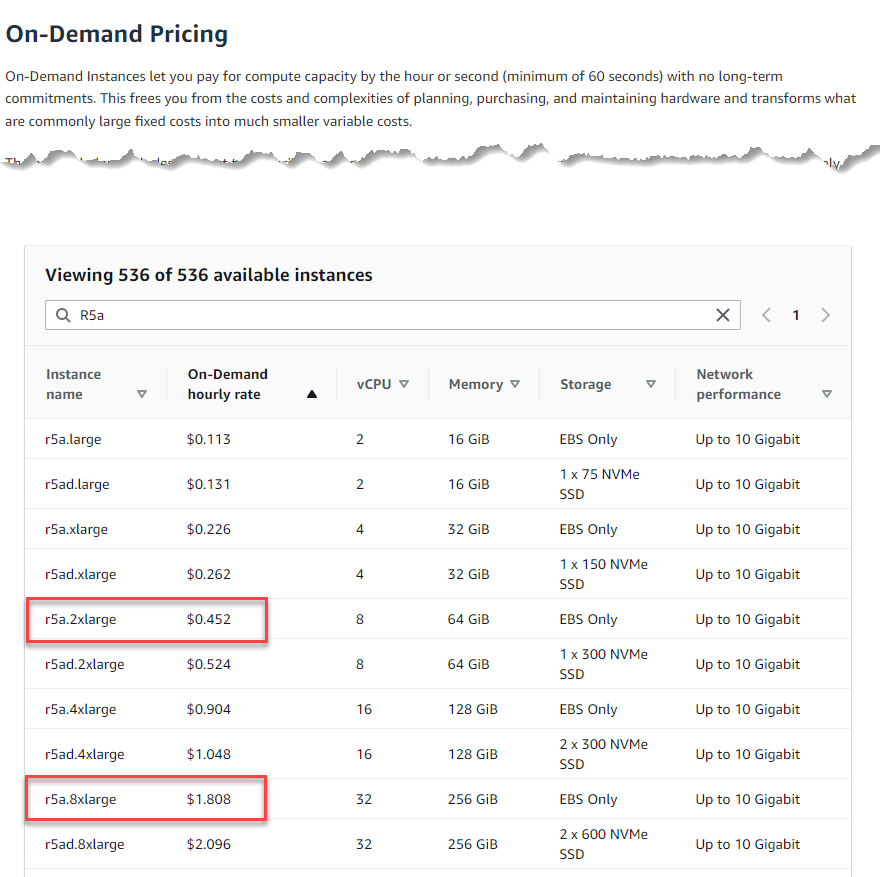 On-Demand Pricing
On-Demand Instances let you pay for compute capacity by the hour or second (minimum of 60 seconds) with no long-term
commitments. This frees you from the costs and complexities of planning, purchasing, and maintaining hardware and transforms what
are commonly large fixed costs into much smaller variable costs.
Viewing 536 of 536 available instances
R5a
1
Instance name On-Demand hourly rate vCPU Memory Storage Network performance
r5a.large $0.113 2 16 GiB EBS Only Up to 10 Gigabit
r5ad.large $0.131 2 16 GiB 1 x 75 NVMe SSD Up to 10 Gigabit
r5a.xlarge $0.226 4 32 GiB EBS Only Up to 10 Gigabit
r5ad.xlarge $0.262 4 32 GiB 1 x 150 NVMe SSD Up to 10 Gigabit
r5a.2xlarge $0.452 8 64 GiB EBS Only Up to 10 Gigabit
r5ad.2xlarge $0.524 8 64 GiB 1 x 300 NVMe SSD Up to 10 Gigabit
r5a.4xlarge $0.904 16 128 GiB EBS Only Up to 10 Gigabit
r5ad.4xlarge $1.048 16 128 GiB 2 x 300 NVMe SSD Up to 10 Gigabit
r5a.8xlarge $1.808 32 256 GiB EBS Only Up to 10 Gigabit
r5ad.8xlarge $2.096 32 256 GiB 2 x 600 NVMe SSD Up to 10 Gigabit